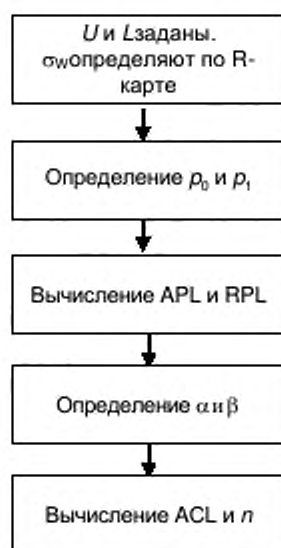 U и Lзаданы.
σWопределяют по R-
карте
Определение p0 и p1
Вычисление APL и RPL
Определение α и β
Вычисление ACL и n